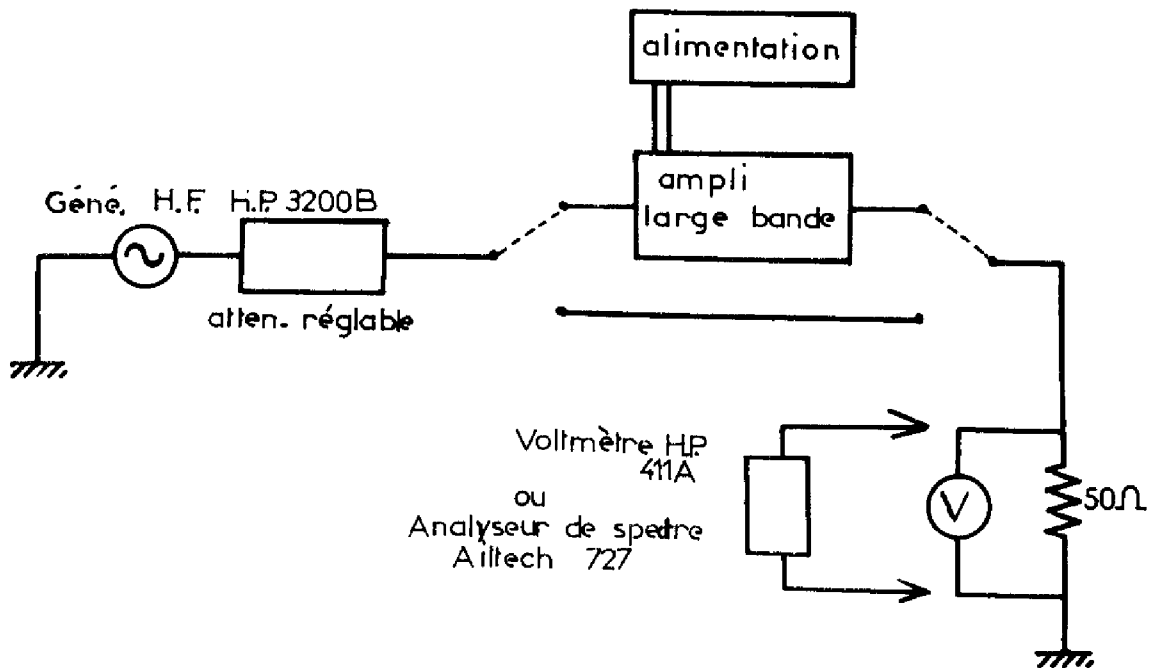 alimentation
ampli
large bande
Géné. H.F. H.P. 3200B
atten. réglable
Voltmètre H.P.
411A
ou
Analyseur de spectre
Ailtech 727
V
50Ω